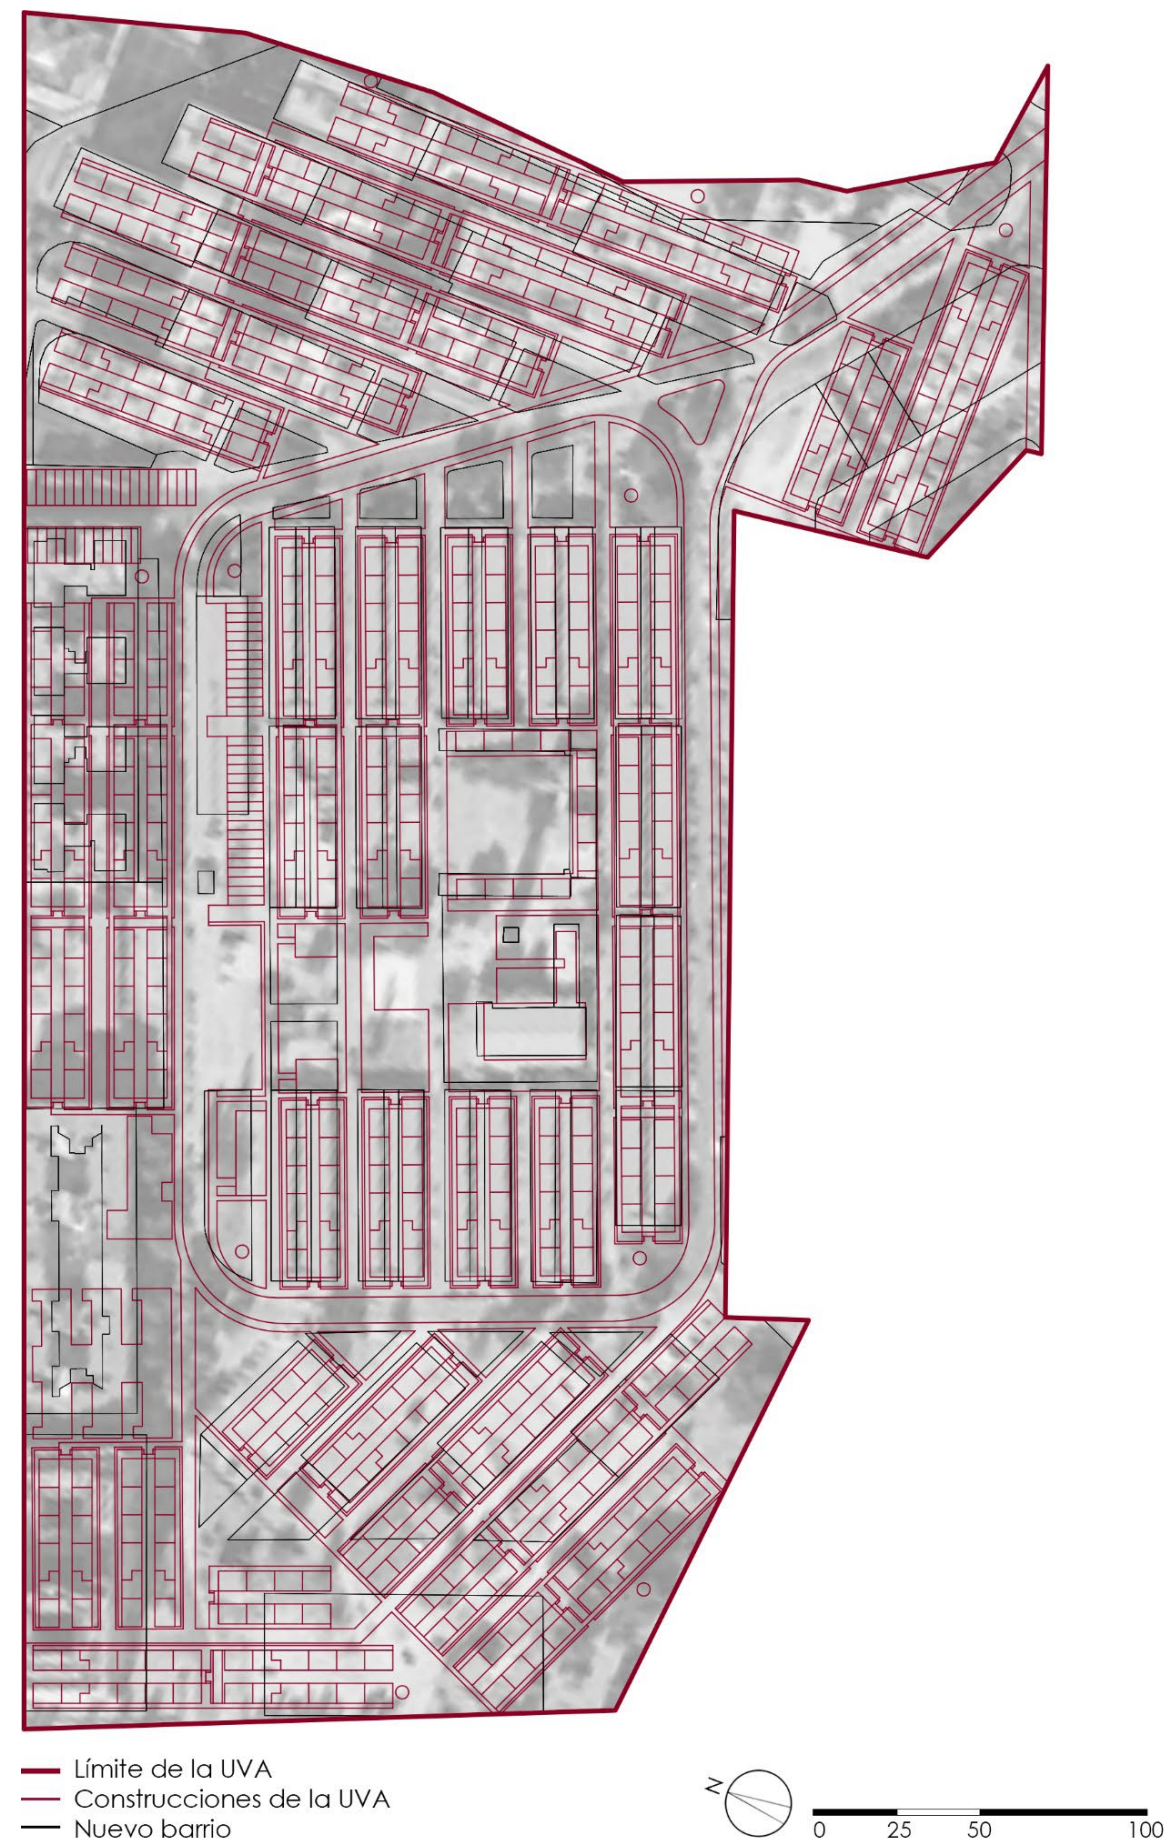 Límite de la UVA
Construcciones de la UVA
Nuevo barrio
N
0 25 50 100